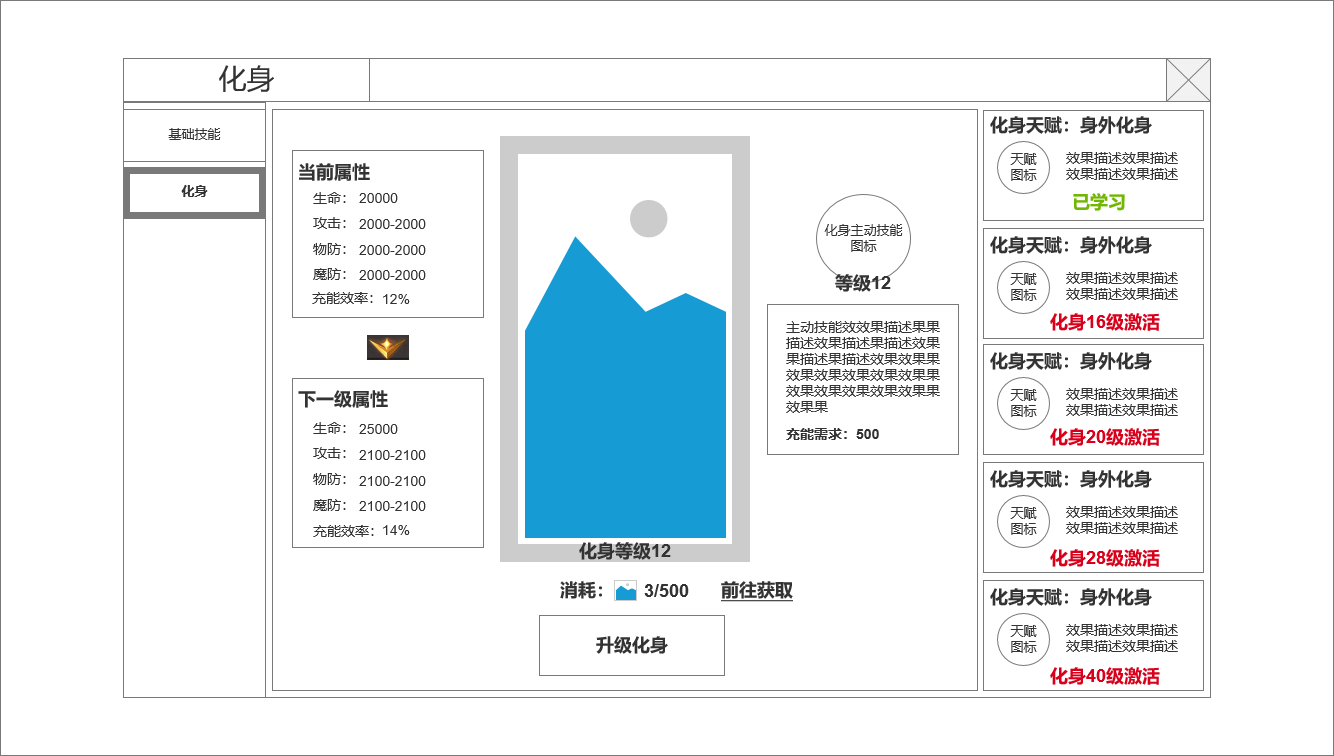 化身
基础技能
化身
当前属性
生命： 20000
攻击： 2000-2000
物防： 2000-2000
魔防： 2000-2000
充能效率：12%
下一级属性
生命： 25000
攻击： 2100-2100
物防： 2100-2100
魔防： 2100-2100
充能效率：14%
化身等级12
消耗： 3/500 前往获取
升级化身
化身主动技能
图标
等级12
主动技能效效果描述果果
描述效果描述果描述效果
果描述果描述效果效果果
效果效果效果效果效果果
效果效果效果效果效果果
效果果
充能需求：500
化身天赋：身外化身
天赋
图标
效果描述效果描述
效果描述效果描述
已学习
化身天赋：身外化身
天赋
图标
效果描述效果描述
效果描述效果描述
化身16级激活
化身天赋：身外化身
天赋
图标
效果描述效果描述
效果描述效果描述
化身20级激活
化身天赋：身外化身
天赋
图标
效果描述效果描述
效果描述效果描述
化身28级激活
化身天赋：身外化身
天赋
图标
效果描述效果描述
效果描述效果描述
化身40级激活